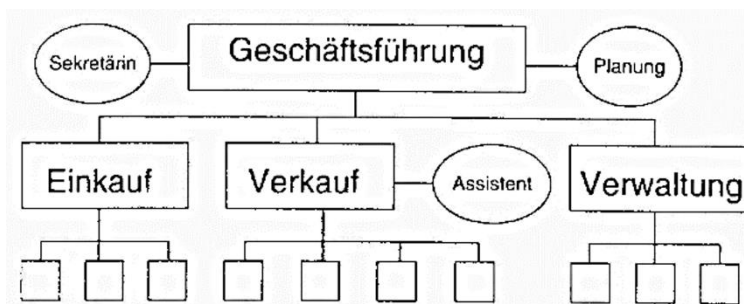 Geschäftsführung
Sekretärin
Planung
Einkauf
Verkauf
Assistent
Verwaltung